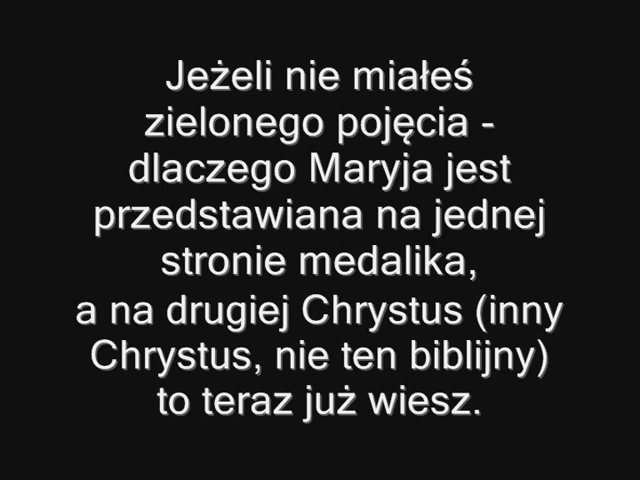 Jeżeli nie miałeś
zielonego pojęcia -
dlaczego Maryja jest
przedstawiana na jednej
stronie medalika,
a na drugiej Chrystus (inny
Chrystus, nie ten biblijny)
to teraz już wiesz.